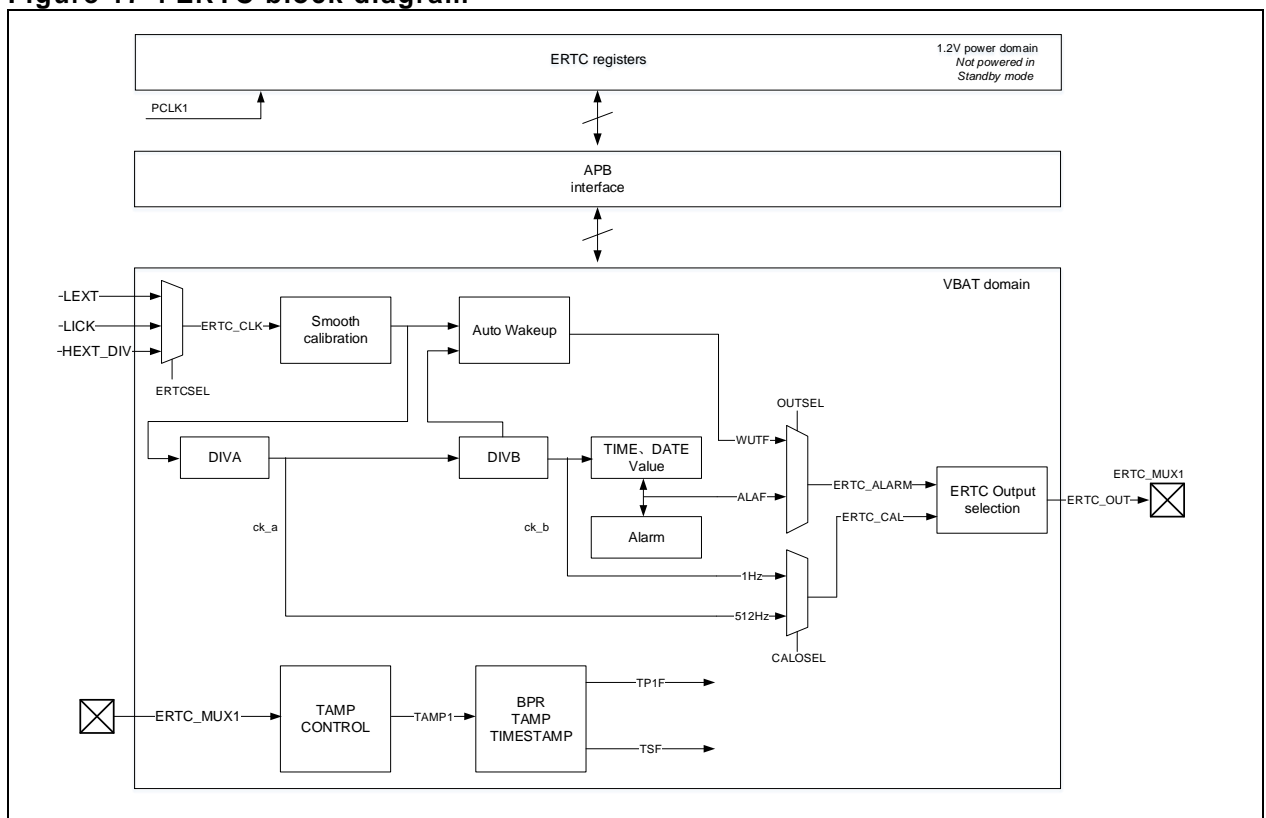 ERTC registers
1.2V power domain
Not powered in
Standby mode
PCLK1
APB
interface
VBAT domain
-LEXT
-LICK
-HEXT_DIV
ERTC_CLK
ERTCSEL
Smooth
calibration
Auto Wakeup
OUTSEL
DIVA
DIVB
TIME、DATE
Value
WUTF
ALAF
ERTC_ALARM
ERTC_CAL
ERTC Output
selection
ERTC_MUX1
ERTC_OUT
ck_a
ck_b
Alarm
1Hz
512Hz
CALOSEL
ERTC_MUX1
TAMP
CONTROL
TAMP1
BPR
TAMP
TIMESTAMP
TP1F
TSF